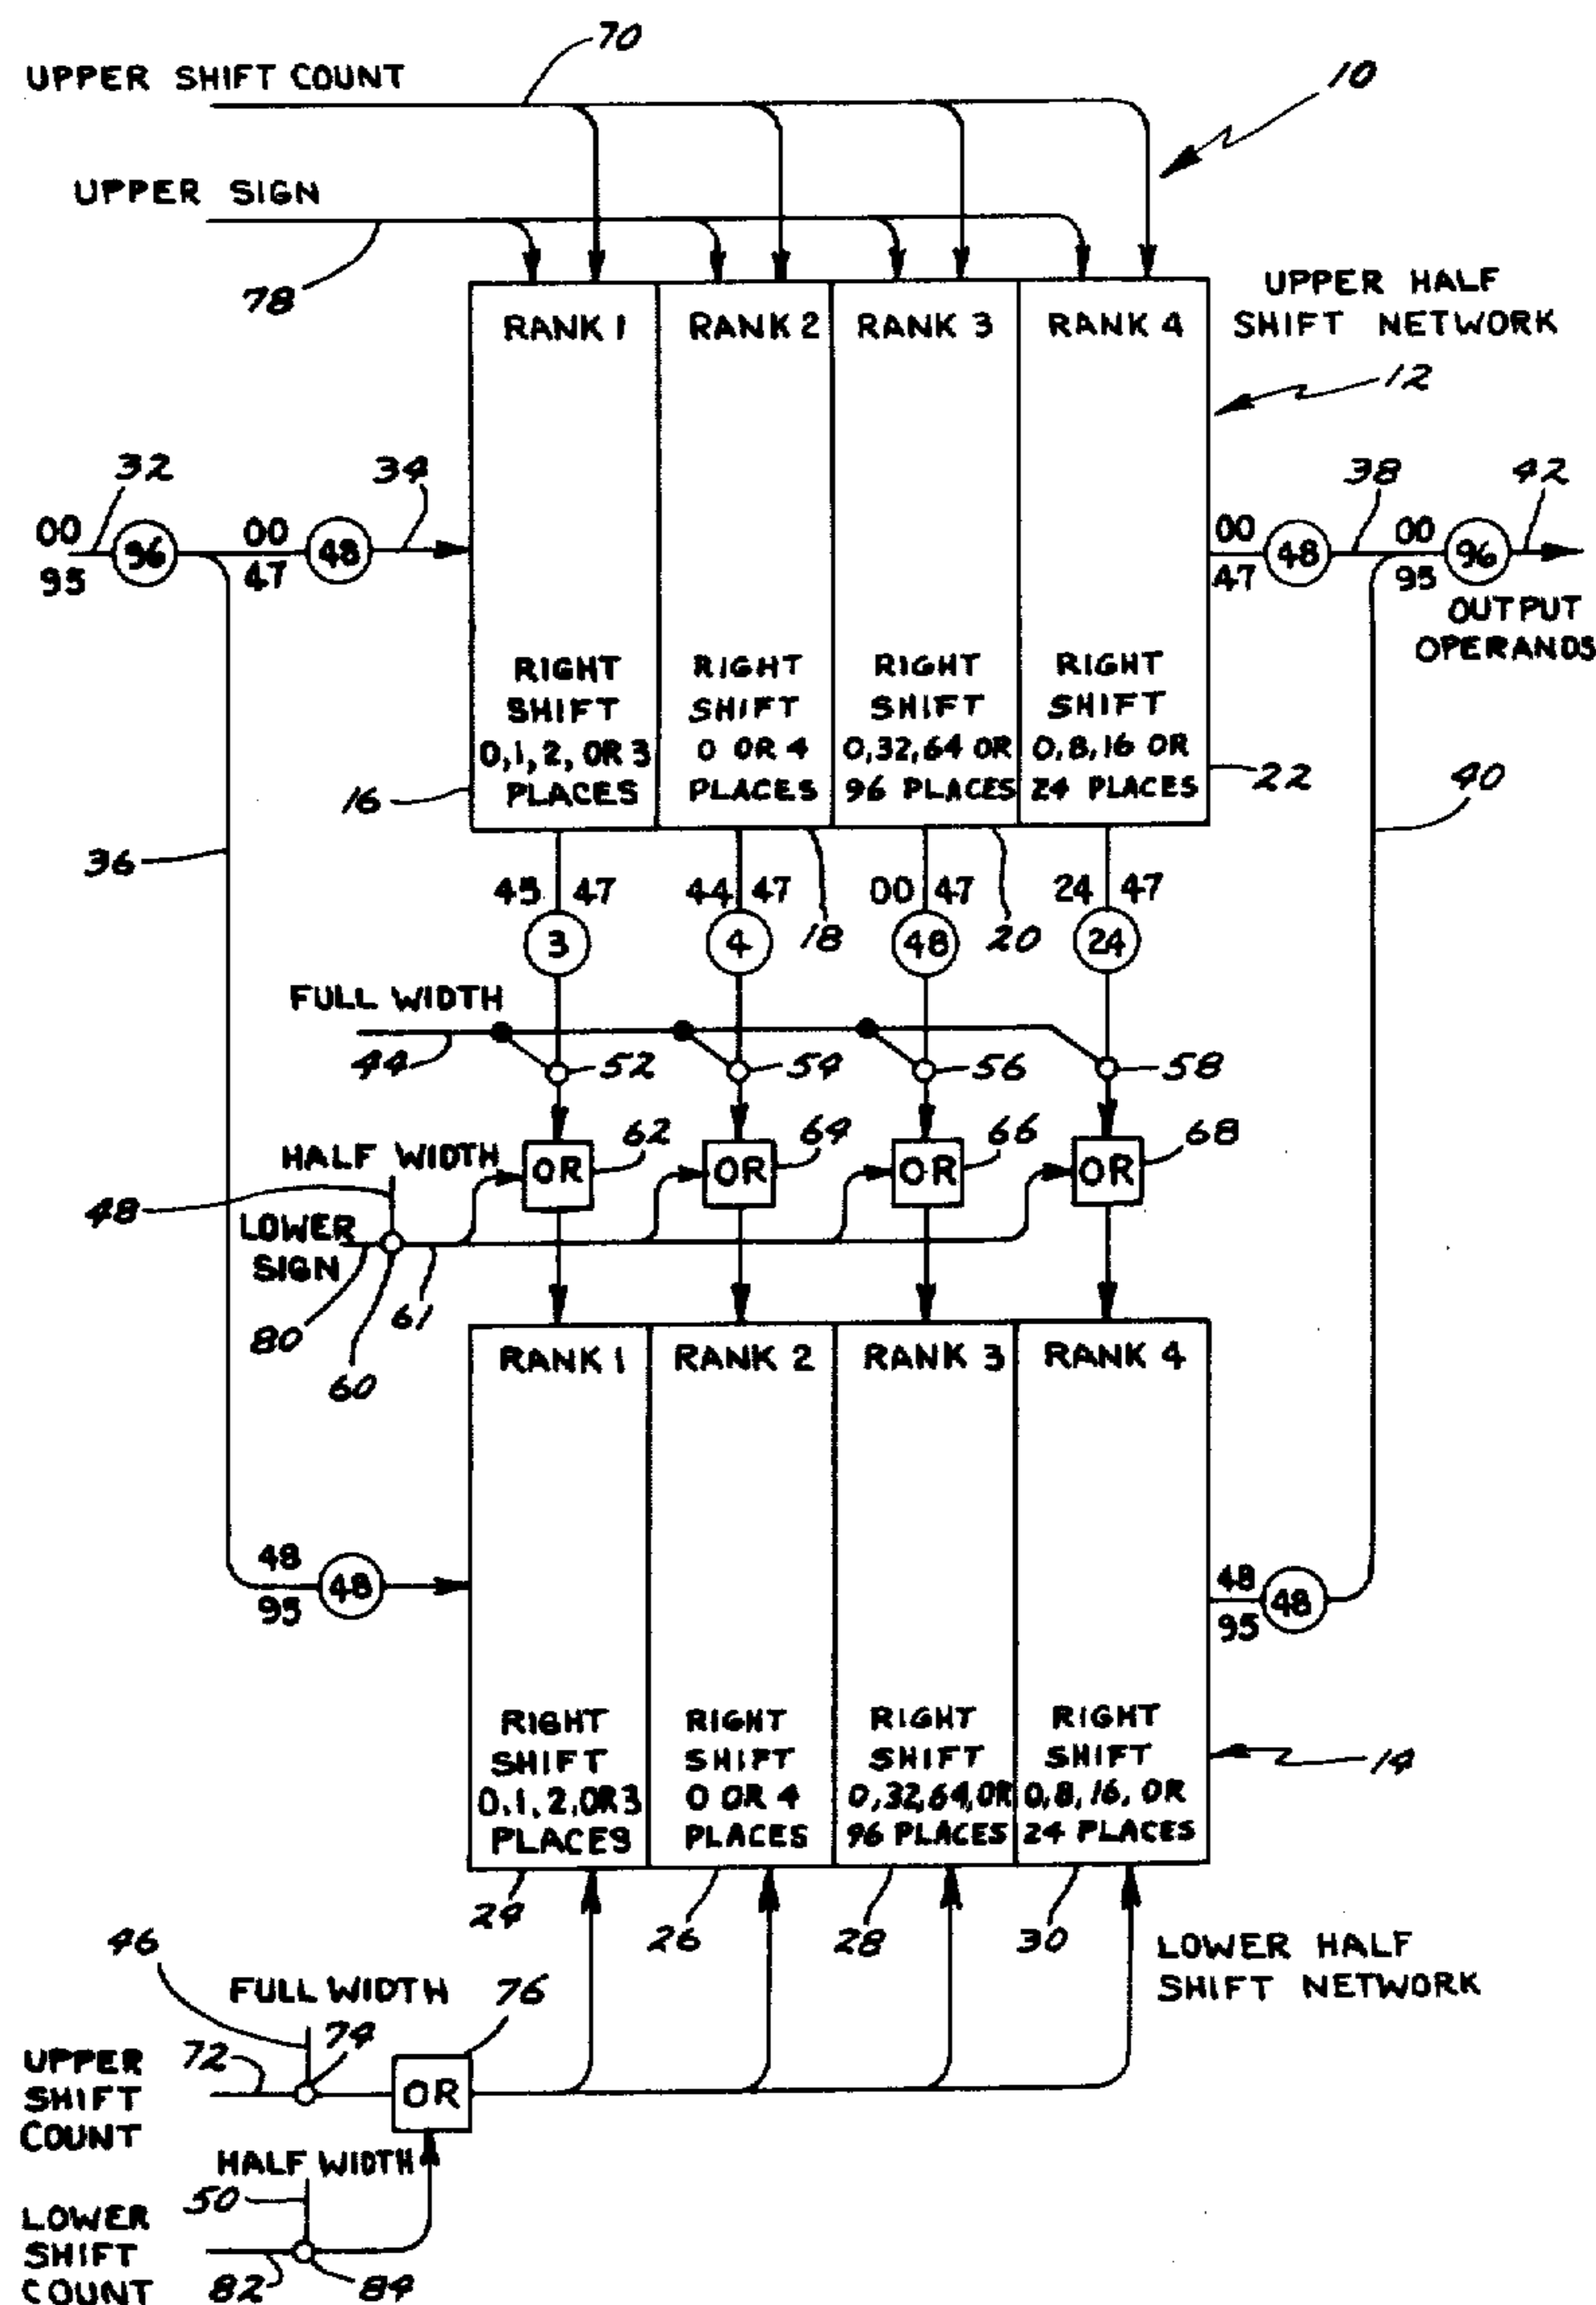 70
UPPER SHIFT COUNT
10
UPPER SIGN
78
UPPER HALF
SHIFT NETWORK
12
RANK 1
RANK 2
RANK 3
RANK 4
32
34
38
42
00
96
95
00
48
47
00
48
47
00
96
95
OUTPUT
OPERANDS
RIGHT
SHIFT
0,1,2, OR 3
PLACES
RIGHT
SHIFT
0 OR 4
PLACES
RIGHT
SHIFT
0,32,64 OR
96 PLACES
RIGHT
SHIFT
0,8,16 OR
24 PLACES
16
22
40
36
45 47
44 47
00 47
24 47
3
4
18
48
20
24
FULL WIDTH
44
52
54
56
58
HALF WIDTH
48
OR
62
OR
64
OR
66
OR
68
LOWER
SIGN
80
61
60
RANK 1
RANK 2
RANK 3
RANK 4
48
48
95
48
48
95
RIGHT
SHIFT
0,1,2,OR3
PLACES
RIGHT
SHIFT
0 OR 4
PLACES
RIGHT
SHIFT
0,32,64,OR
96 PLACES
RIGHT
SHIFT
0,8,16, OR
24 PLACES
14
24
26
28
30
LOWER HALF
SHIFT NETWORK
46
FULL WIDTH
76
74
72
UPPER
SHIFT
COUNT
OR
HALF WIDTH
50
LOWER
SHIFT
COUNT
82
84